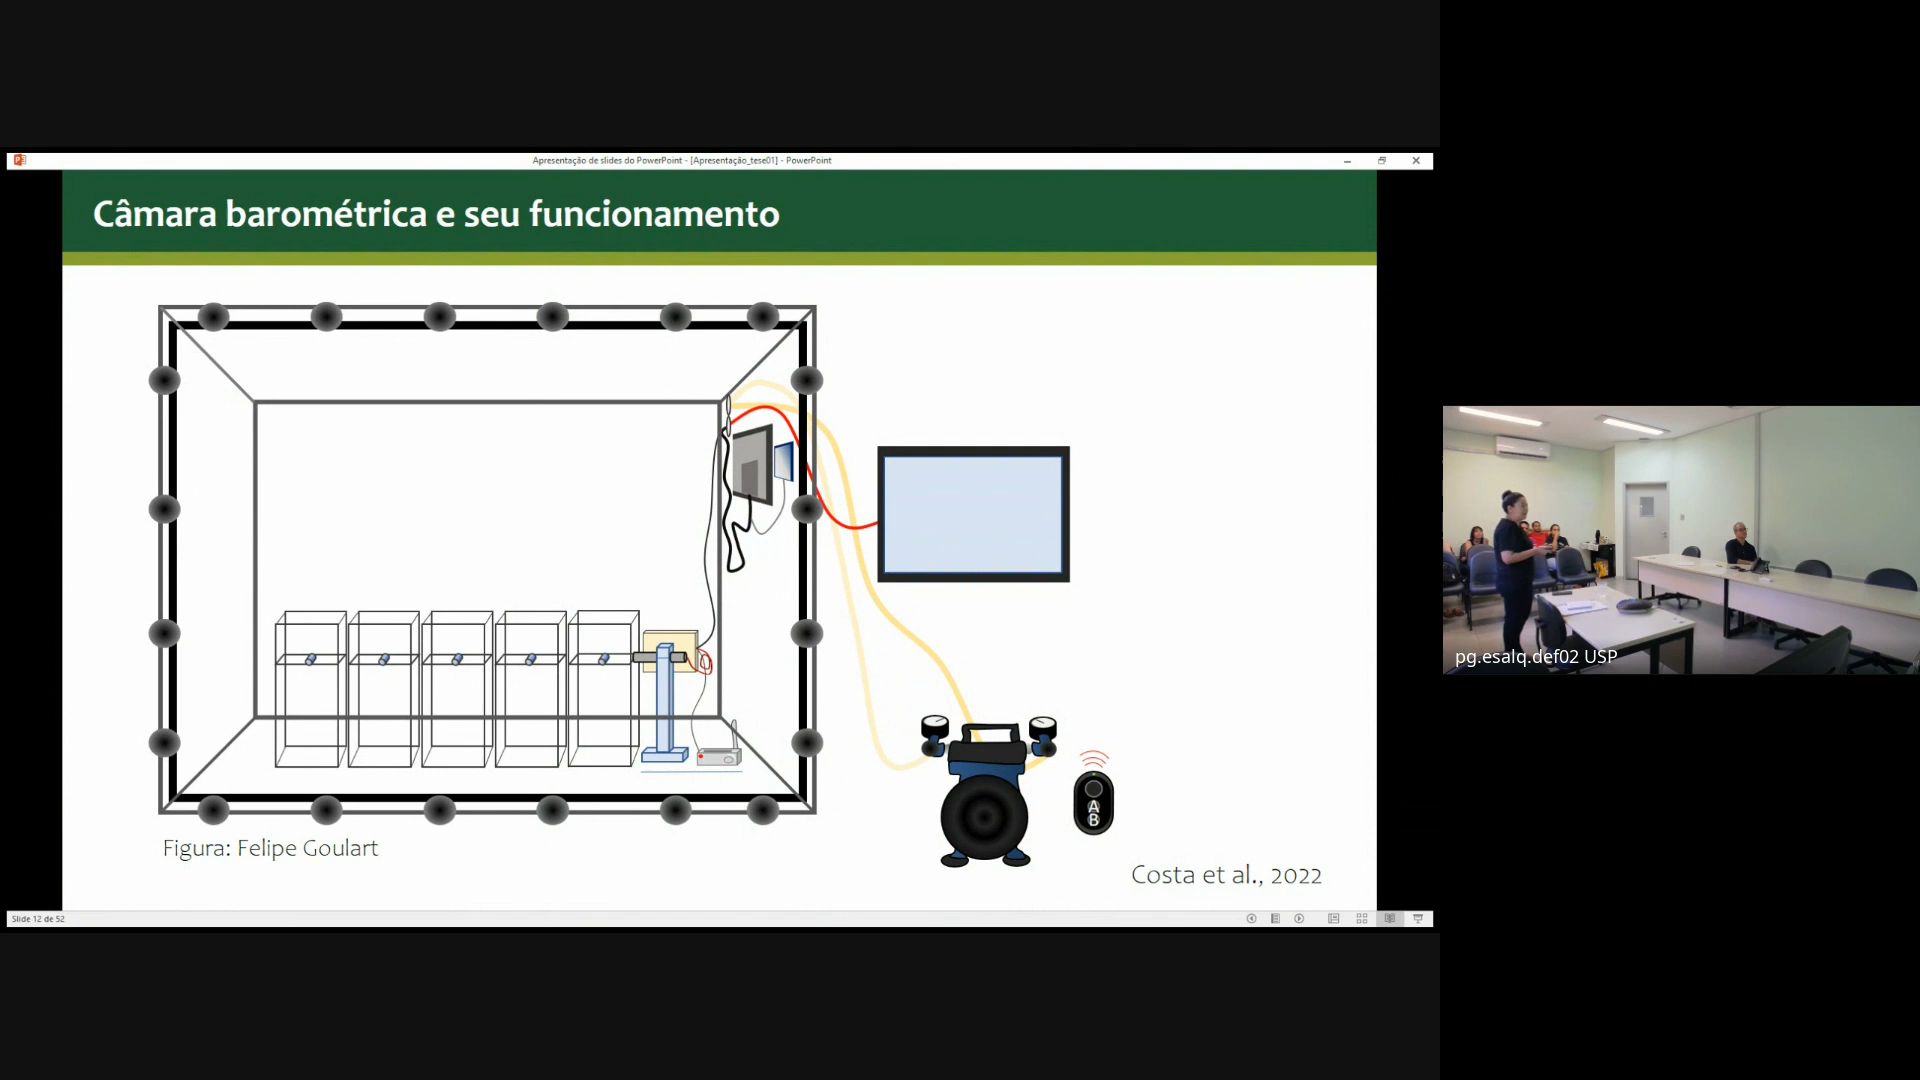 Apresentação de slides do PowerPoint - [Apresentação_tese01] - PowerPoint
Câmara barométrica e seu funcionamento
A
B
Figura: Felipe Goulart
Costa et al., 2022
Slide 12 de 52
pg.esalq.def02 USP